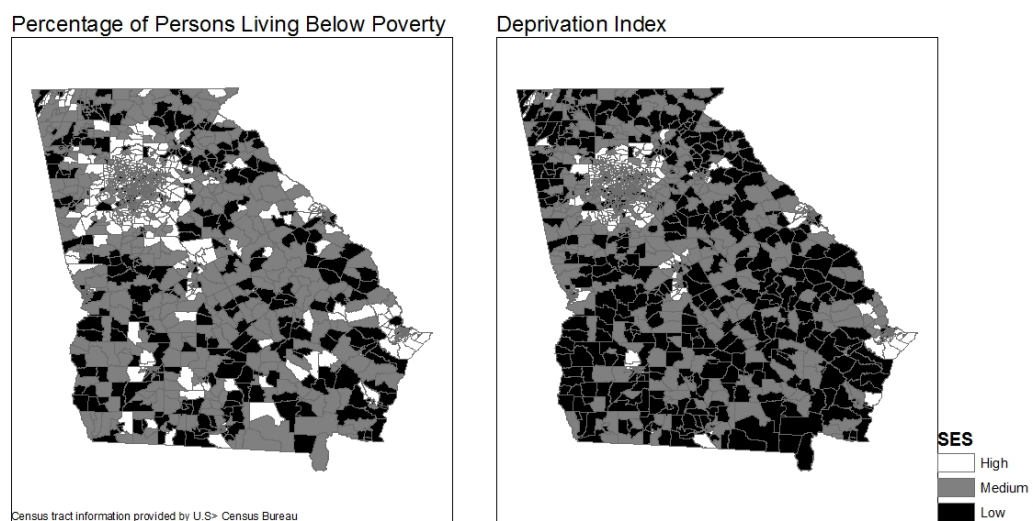 Percentage of Persons Living Below Poverty
Deprivation Index
SES
High
Medium
Low
Census tract information provided by U.S> Census Bureau